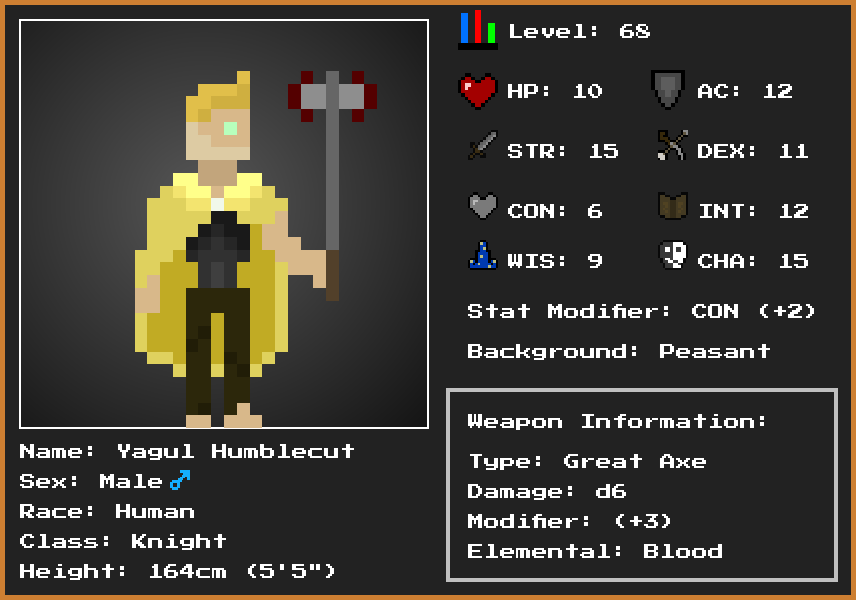 Level: 68
HP: 10
AC: 12
STR: 15
DEX: 11
CON: 6
INT: 12
WIS: 9
CHA: 15
Stat Modifier: CON (+2)
Background: Peasant
Weapon Information:
Type: Great Axe
Damage: d6
Modifier: (+3)
Elemental: Blood
Name: Yagul Humblecut
Sex: Male ♂
Race: Human
Class: Knight
Height: 164cm (5'5")